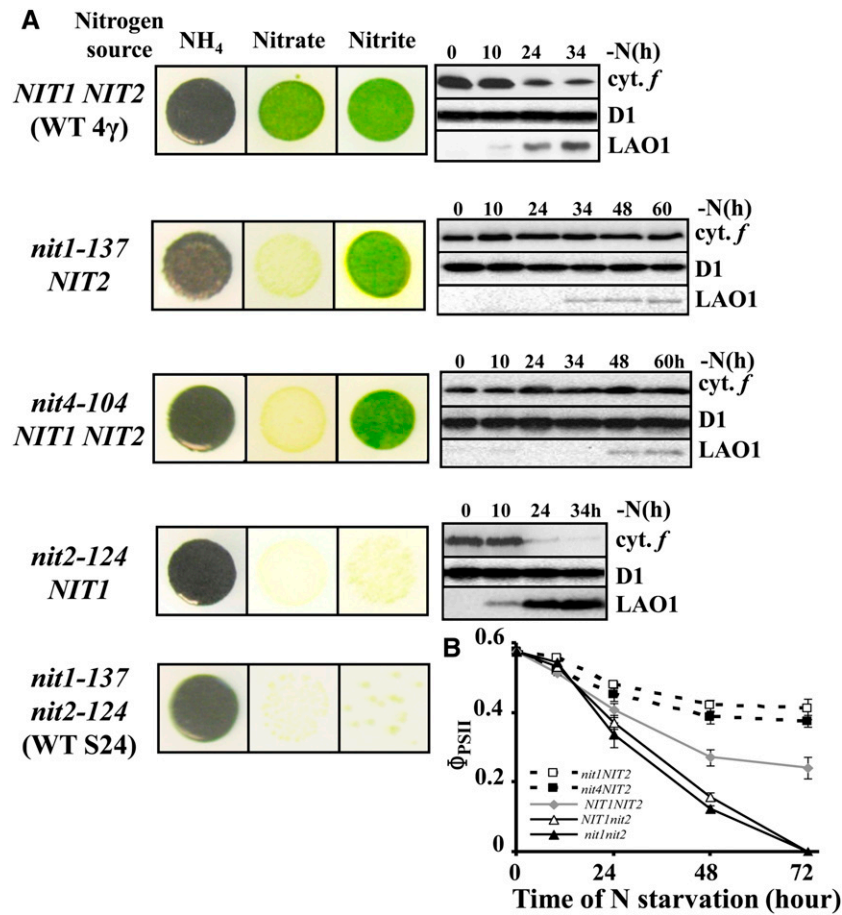 A
Nitrogen source NH4 Nitrate Nitrite
0 10 24 34 -N(h)
NIT1 NIT2 (WT 4γ)
cyt. f
D1
LAO1
0 10 24 34 48 60 -N(h)
nit1-137 NIT2
cyt. f
D1
LAO1
0 10 24 34 48 60h -N(h)
nit4-104 NIT1 NIT2
cyt. f
D1
LAO1
0 10 24 34h -N(h)
nit2-124 NIT1
cyt. f
D1
LAO1
nit1-137 nit2-124 (WT S24)
B
0.6
0.4
0.2
0
ΦPSII
nit1NIT2
nit4NIT2
NIT1NIT2
NIT1nit2
nit1nit2
0 24 48 72
Time of N starvation (hour)